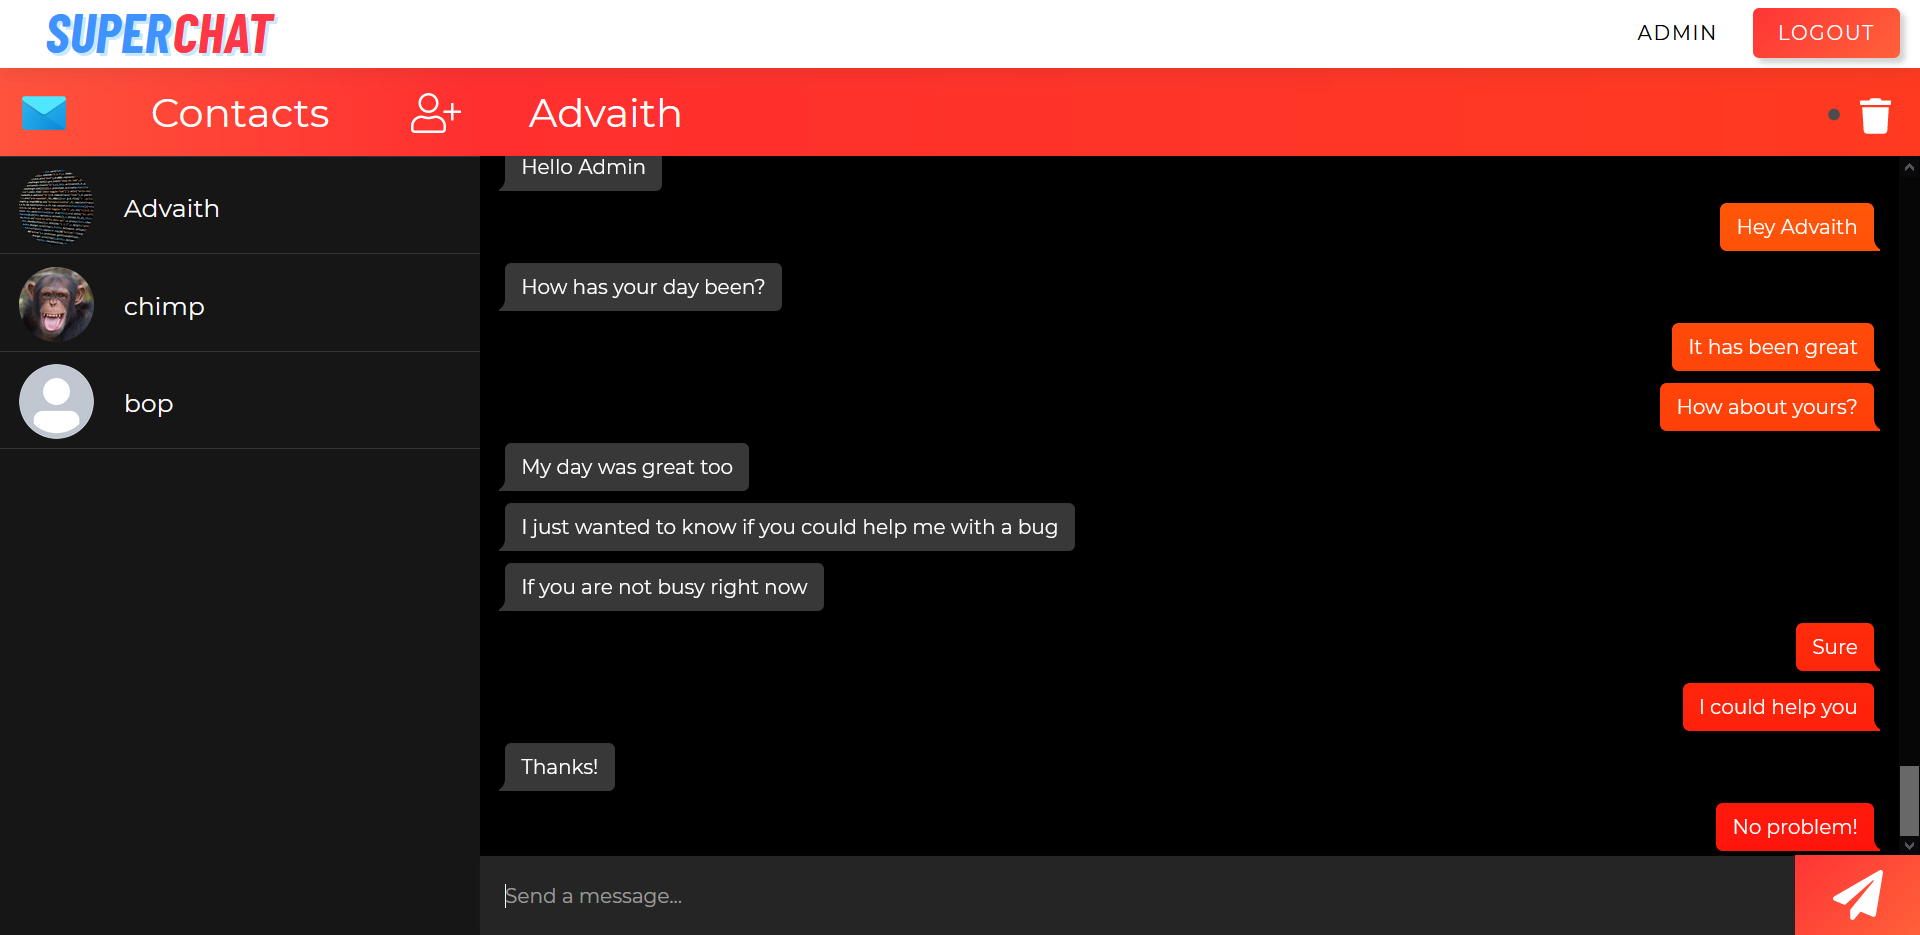 SUPERCHAT
ADMIN
LOGOUT
Contacts
Advaith
Advaith
chimp
bop
Hello Admin
Hey Advaith
How has your day been?
It has been great
How about yours?
My day was great too
I just wanted to know if you could help me with a bug
If you are not busy right now
Sure
I could help you
Thanks!
No problem!
Send a message...